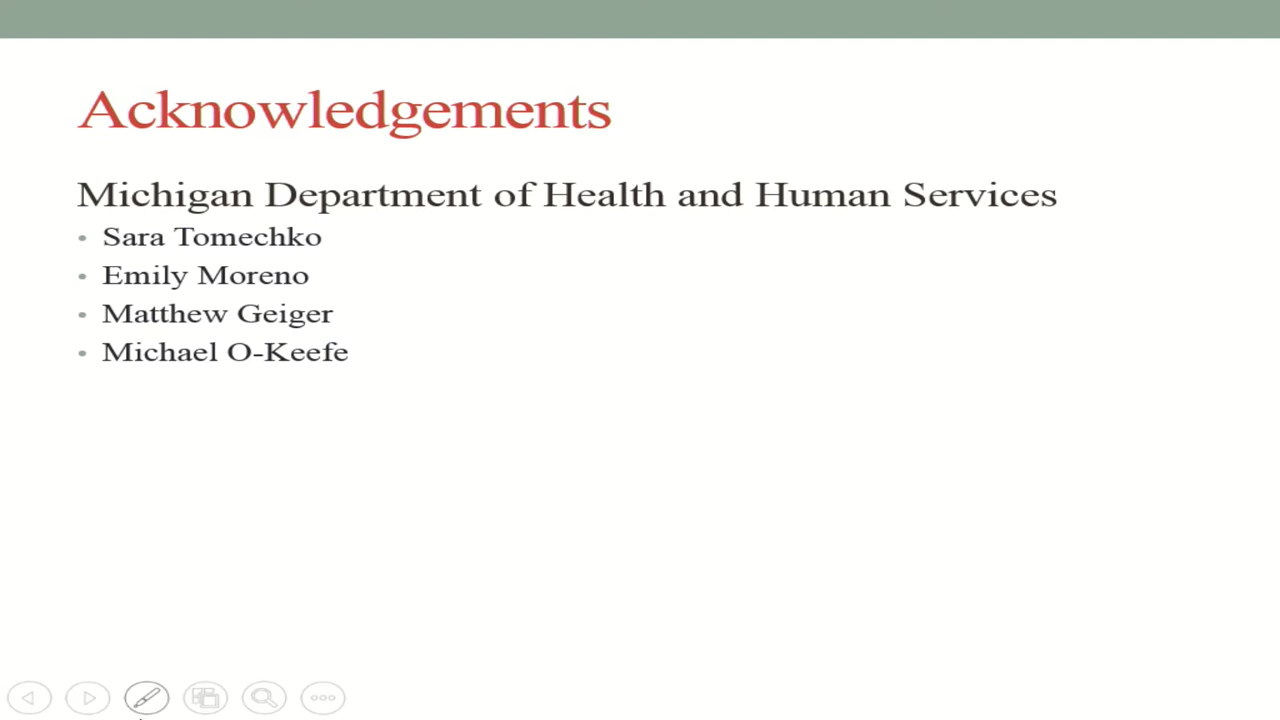 Acknowledgements
Michigan Department of Health and Human Services
• Sara Tomechko
• Emily Moreno
• Matthew Geiger
• Michael O-Keefe